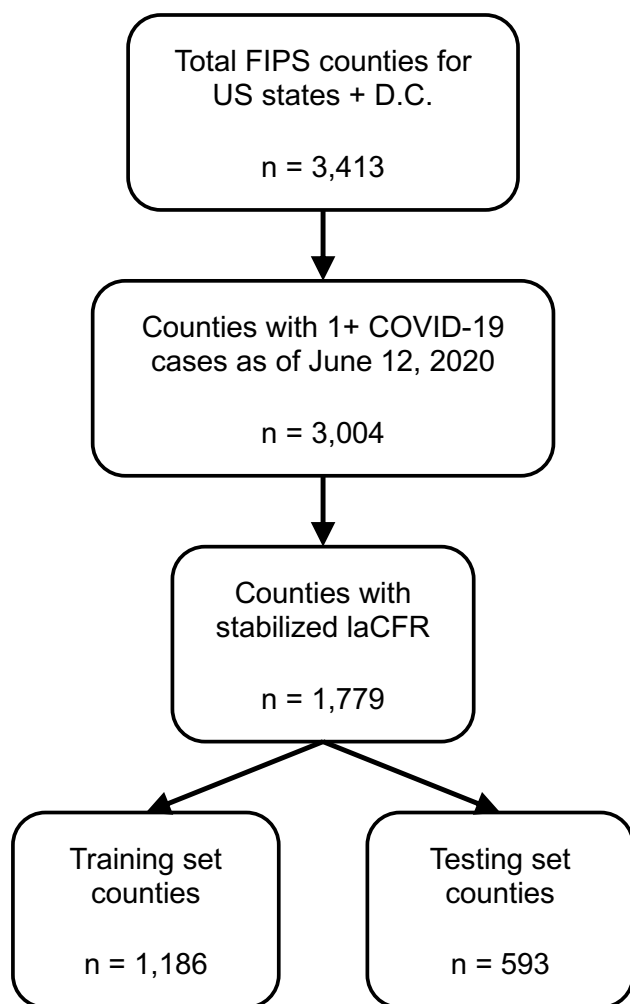 Total FIPS counties for
US states + D.C.
n = 3,413
Counties with 1+ COVID-19
cases as of June 12, 2020
n = 3,004
Counties with
stabilized laCFR
n = 1,779
Training set
counties
n = 1,186
Testing set
counties
n = 593